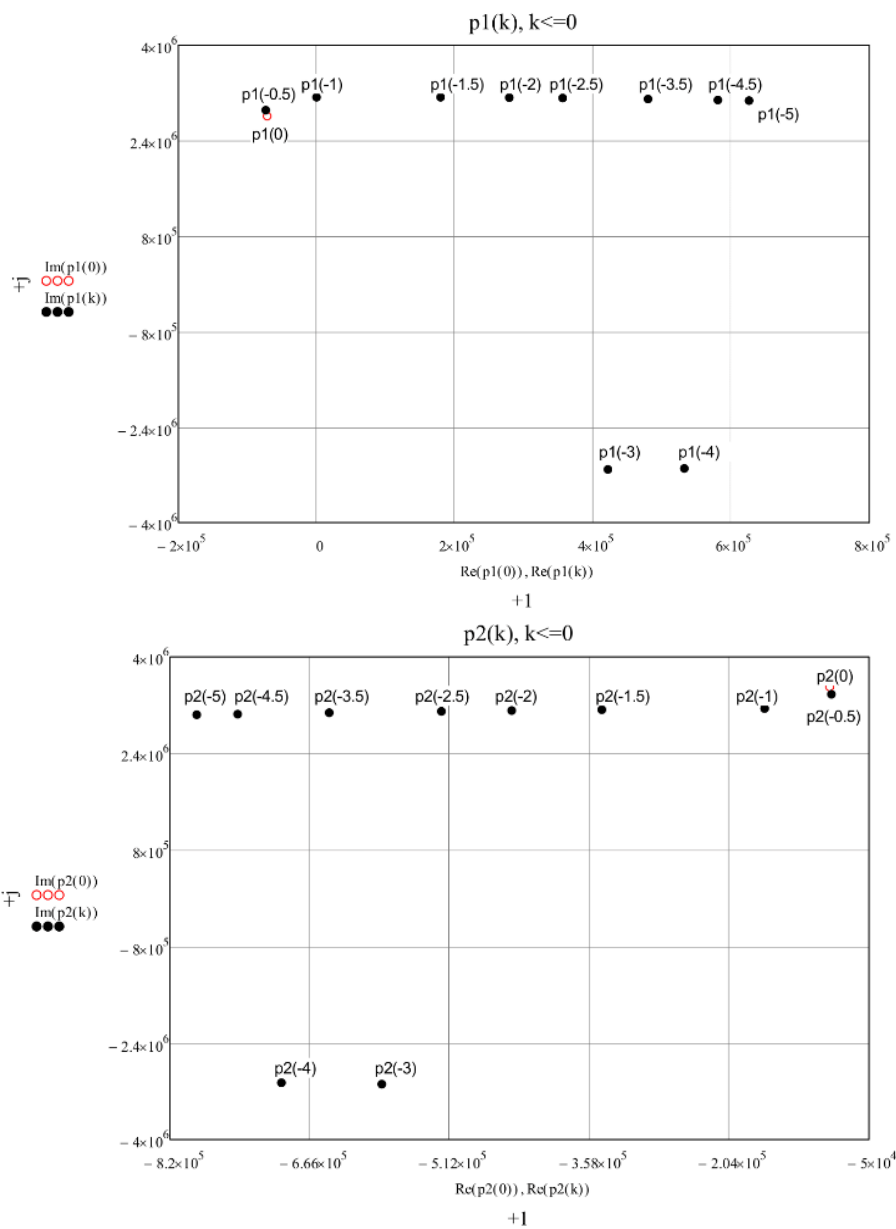 p1(k), k<=0
4×10⁶
p1(-0.5)
p1(-1)
p1(-1.5)
p1(-2)
p1(-2.5)
p1(-3.5)
p1(-4.5)
p1(-5)
p1(0)
2.4×10⁶
8×10⁵
+j
Im(p1(0))
Im(p1(k))
− 8×10⁵
− 2.4×10⁶
p1(-3)
p1(-4)
− 4×10⁶
− 2×10⁵
0
2×10⁵
4×10⁵
6×10⁵
8×10⁵
Re(p1(0)) , Re(p1(k))
+1
p2(k), k<=0
4×10⁶
p2(-5)
p2(-4.5)
p2(-3.5)
p2(-2.5)
p2(-2)
p2(-1.5)
p2(-1)
p2(0)
p2(-0.5)
2.4×10⁶
8×10⁵
+j
Im(p2(0))
Im(p2(k))
− 8×10⁵
− 2.4×10⁶
p2(-4)
p2(-3)
− 4×10⁶
− 8.2×10⁵
− 6.66×10⁵
− 5.12×10⁵
− 3.58×10⁵
− 2.04×10⁵
− 5×10⁴
Re(p2(0)) , Re(p2(k))
+1